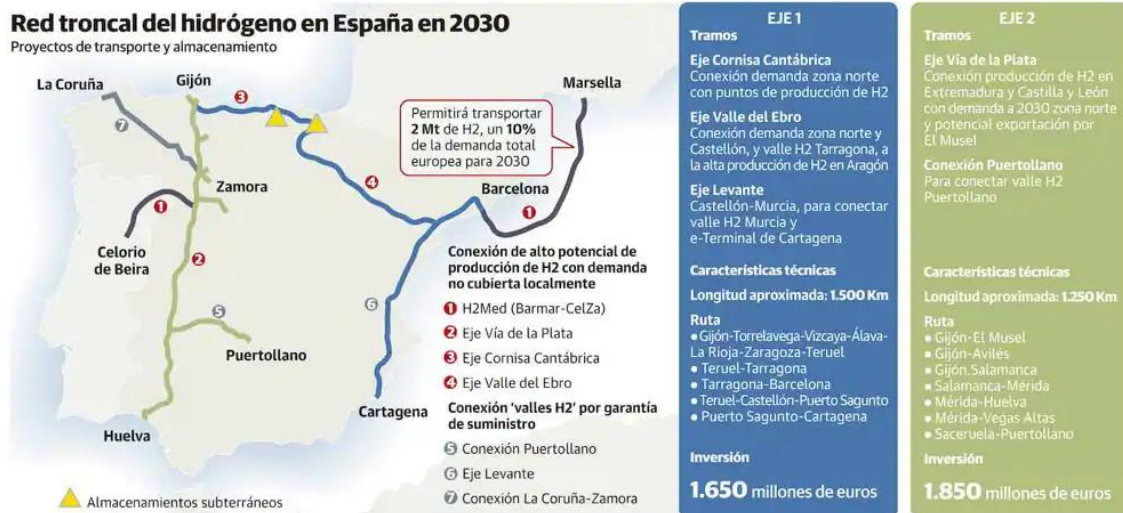 Red troncal del hidrógeno en España en 2030
Proyectos de transporte y almacenamiento
La Coruña
Gijón
Marsella
3
7
Permitirá transportar
2 Mt de H2, un 10%
de la demanda total
europea para 2030
4
Zamora
Barcelona
1
1
Celorio
de Beira
2
6
5
Puertollano
Cartagena
Huelva
Almacenamientos subterráneos
Conexión de alto potencial de
producción de H2 con demanda
no cubierta localmente
1 H2Med (Barmar-CelZa)
2 Eje Vía de la Plata
3 Eje Cornisa Cantábrica
4 Eje Valle del Ebro
Conexión ‘valles H2’ por garantía
de suministro
5 Conexión Puertollano
6 Eje Levante
7 Conexión La Coruña-Zamora
EJE 1
Tramos
Eje Cornisa Cantábrica
Conexión demanda zona norte
con puntos de producción de H2
Eje Valle del Ebro
Conexión demanda zona norte y
Castellón, y valle H2 Tarragona, a
la alta producción de H2 en Aragón
Eje Levante
Castellón-Murcia, para conectar
valle H2 Murcia y
e-Terminal de Cartagena
Características técnicas
Longitud aproximada: 1.500 Km
Ruta
• Gijón-Torrelavega-Vizcaya-Álava-
La Rioja-Zaragoza-Teruel
• Teruel-Tarragona
• Tarragona-Barcelona
• Teruel-Castellón-Puerto Sagunto
• Puerto Sagunto-Cartagena
Inversión
1.650 millones de euros
EJE 2
Tramos
Eje Vía de la Plata
Conexión producción de H2 en
Extremadura y Castilla y León
con demanda a 2030 zona norte
y potencial exportación por
El Musel
Conexión Puertollano
Para conectar valle H2
Puertollano
Características técnicas
Longitud aproximada: 1.250 Km
Ruta
• Gijón-El Musel
• Gijón-Avilés
• Gijón.Salamanca
• Salamanca-Mérida
• Mérida-Huelva
• Mérida-Vegas Altas
• Saceruela-Puertollano
Inversión
1.850 millones de euros